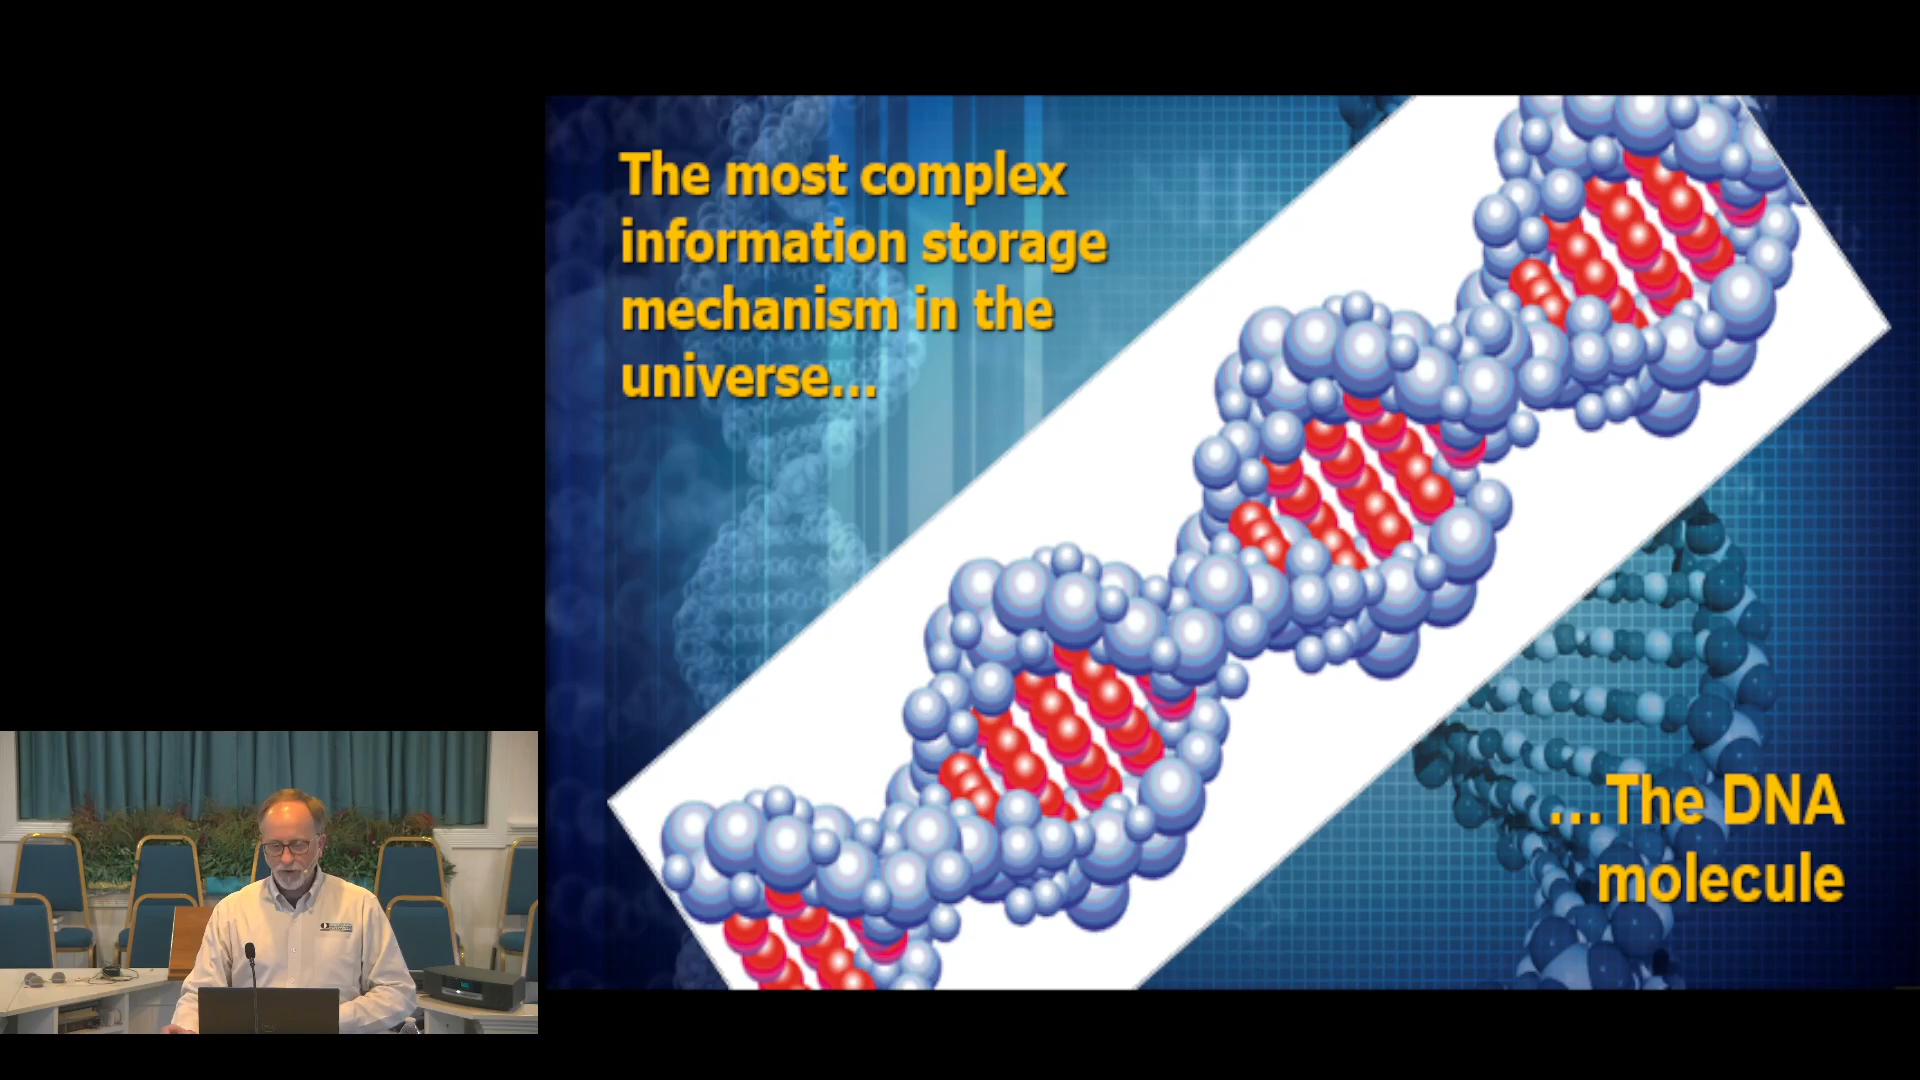 The most complex
information storage
mechanism in the
universe...
...The DNA
molecule